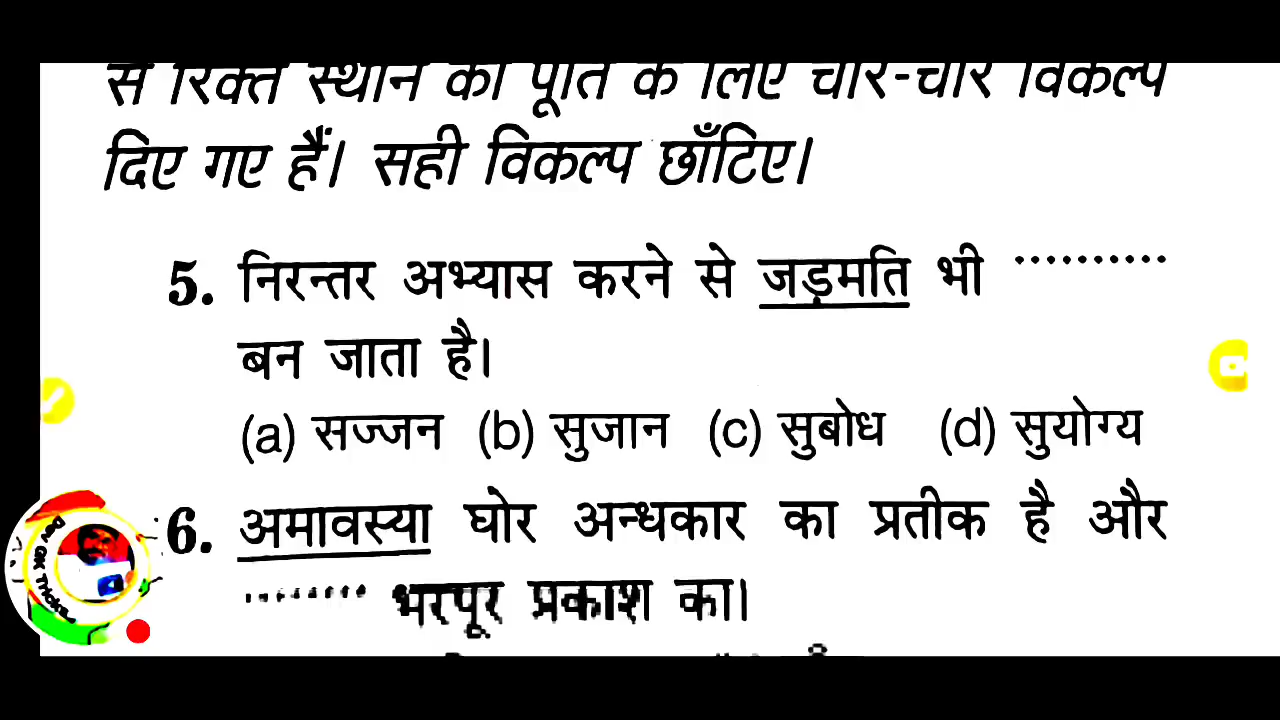 से रिक्त स्थान की पूर्ति के लिए चार-चार विकल्प
दिए गए हैं। सही विकल्प छाँटिए।
5. निरन्तर अभ्यास करने से जड़मति भी ..........
बन जाता है।
(a) सज्जन (b) सुजान (c) सुबोध (d) सुयोग्य
6. अमावस्या घोर अन्धकार का प्रतीक है और
.......... भरपूर प्रकाश का।